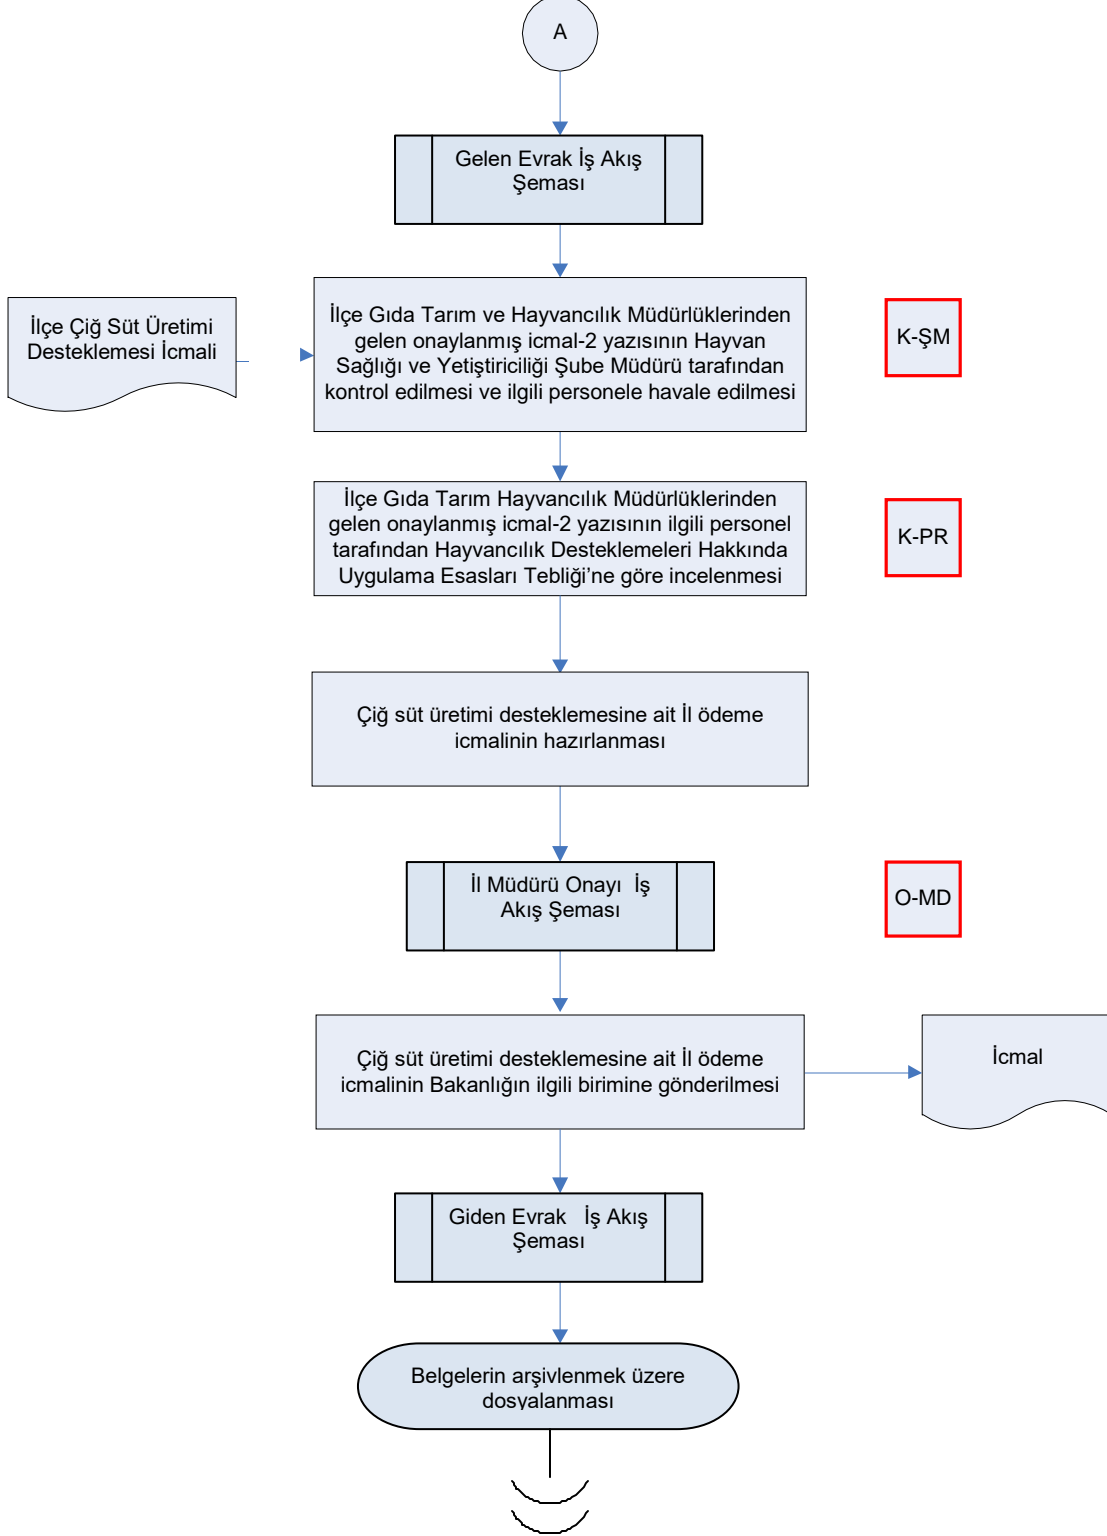 A
Gelen Evrak İş Akış
Şeması
İlçe Çiğ Süt Üretimi
Desteklemesi İcmali
İlçe Gıda Tarım ve Hayvancılık Müdürlüklerinden
gelen onaylanmış icmal-2 yazısının Hayvan
Sağlığı ve Yetiştiriciliği Şube Müdürü tarafından
kontrol edilmesi ve ilgili personele havale edilmesi
K-ŞM
İlçe Gıda Tarım Hayvancılık Müdürlüklerinden
gelen onaylanmış icmal-2 yazısının ilgili personel
tarafından Hayvancılık Desteklemeleri Hakkında
Uygulama Esasları Tebliği’ne göre incelenmesi
K-PR
Çiğ süt üretimi desteklemesine ait İl ödeme
icmalinin hazırlanması
İl Müdürü Onayı  İş
Akış Şeması
O-MD
Çiğ süt üretimi desteklemesine ait İl ödeme
icmalinin Bakanlığın ilgili birimine gönderilmesi
İcmal
Giden Evrak   İş Akış
Şeması
Belgelerin arşivlenmek üzere
dosyalanması